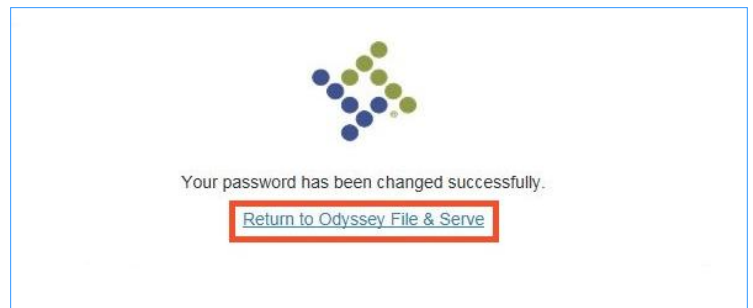 ®
Your password has been changed successfully.
Return to Odyssey File & Serve